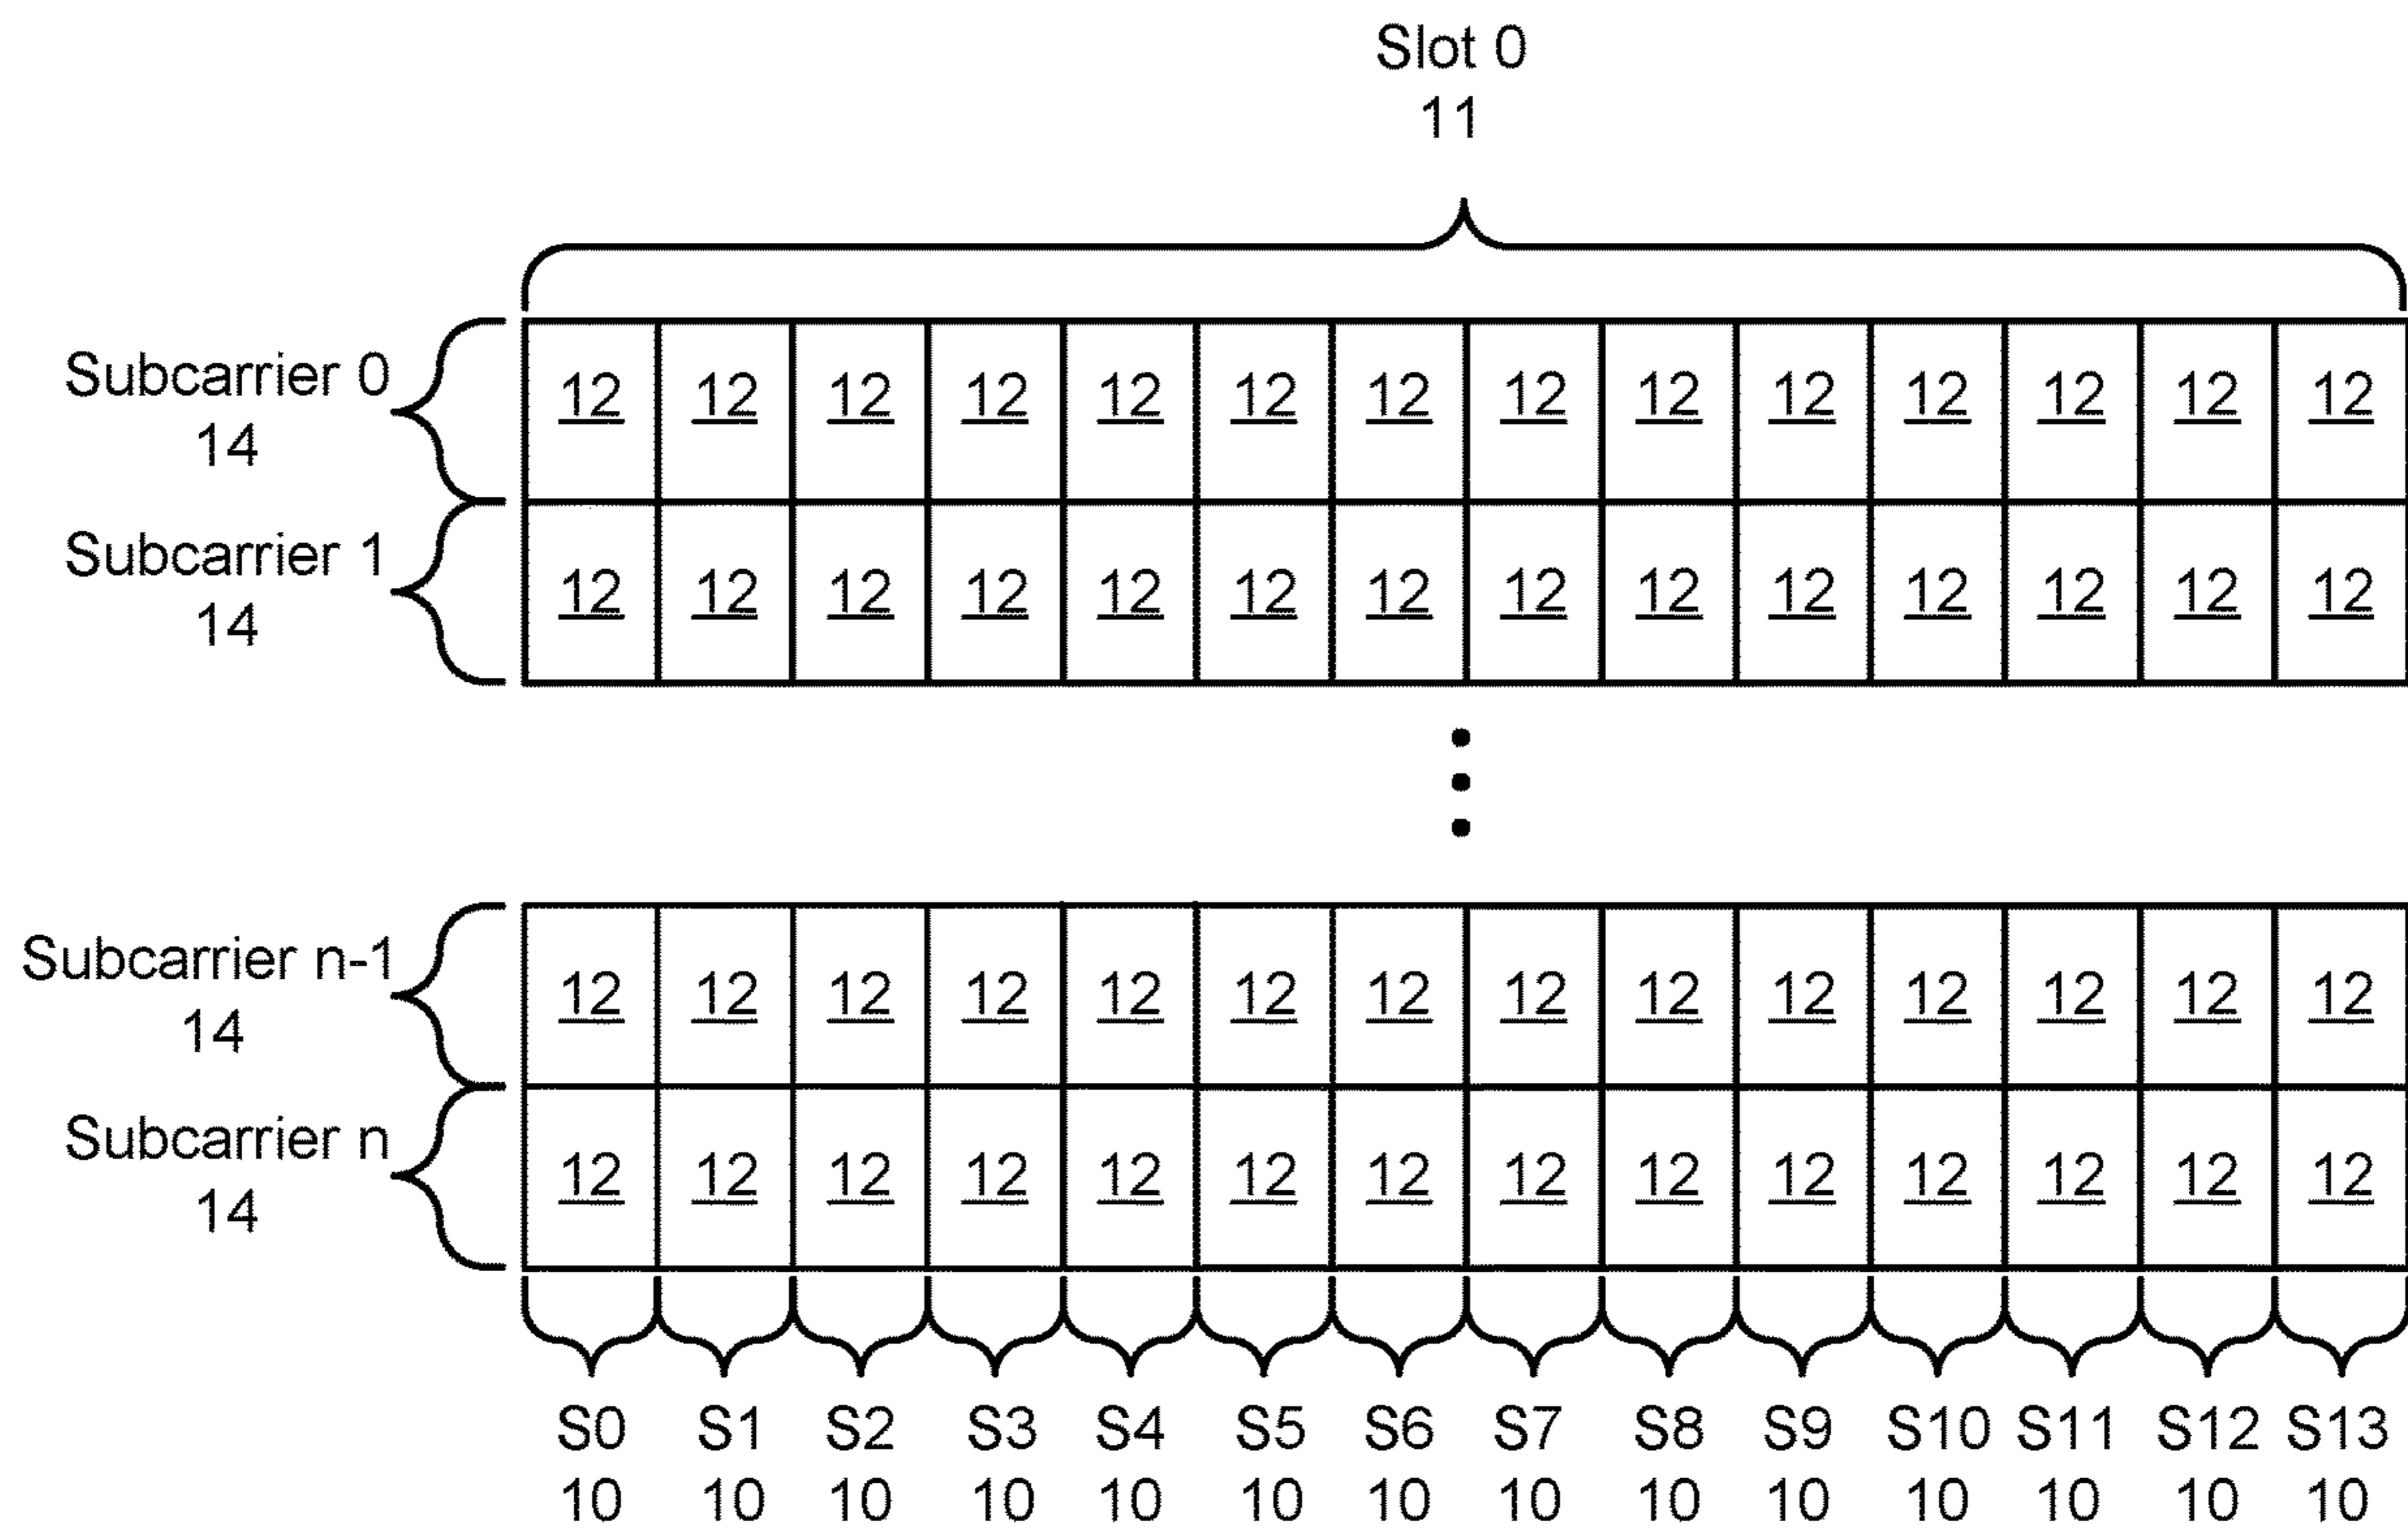 Slot 0
11
Subcarrier 0
14
12 12 12 12 12 12 12 12 12 12 12 12 12 12
Subcarrier 1
14
12 12 12 12 12 12 12 12 12 12 12 12 12 12
Subcarrier n-1
14
12 12 12 12 12 12 12 12 12 12 12 12 12 12
Subcarrier n
14
12 12 12 12 12 12 12 12 12 12 12 12 12 12
S0 S1 S2 S3 S4 S5 S6 S7 S8 S9 S10 S11 S12 S13
10 10 10 10 10 10 10 10 10 10 10 10 10 10